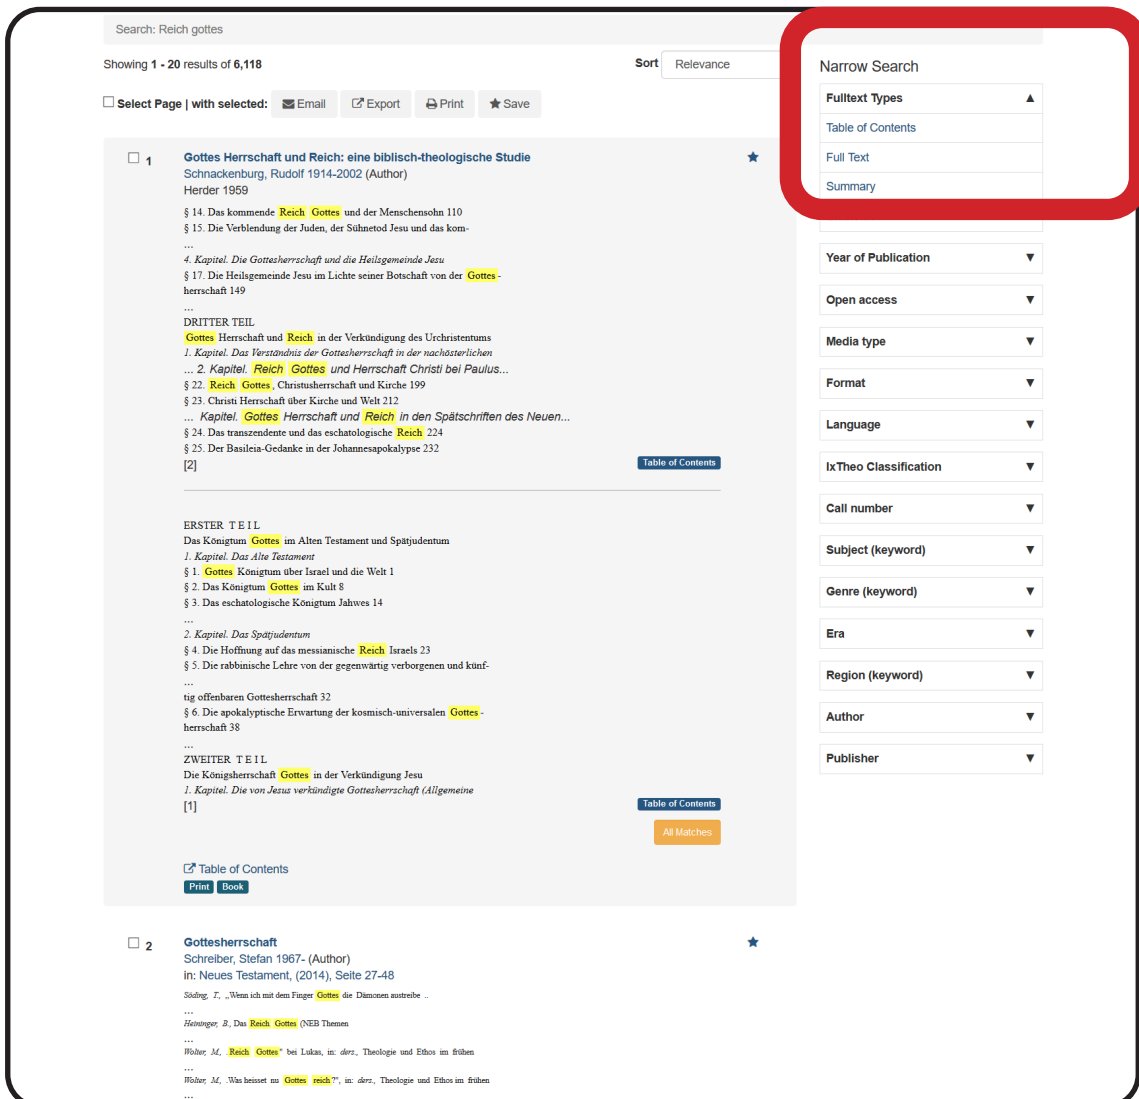 Search: Reich gottes
Showing 1 - 20 results of 6,118
Sort Relevance
Select Page | with selected: Email Export Print Save
1 Gottes Herrschaft und Reich: eine biblisch-theologische Studie
Schnackenburg, Rudolf 1914-2002 (Author)
Herder 1959
§ 14. Das kommende Reich Gottes und der Menschensohn 110
§ 15. Die Verblendung der Juden, der Sühnetod Jesu und das kom-
...
4. Kapitel. Die Gottesherrschaft und die Heilsgemeinde Jesu
§ 17. Die Heilsgemeinde Jesu im Lichte seiner Botschaft von der Gottes -
herrschaft 149
...
DRITTER TEIL
Gottes Herrschaft und Reich in der Verkündigung des Urchristentums
1. Kapitel. Das Verständnis der Gottesherrschaft in der nachösterlichen
... 2. Kapitel. Reich Gottes und Herrschaft Christi bei Paulus...
§ 22. Reich Gottes , Christusherrschaft und Kirche 199
§ 23. Christi Herrschaft über Kirche und Welt 212
... Kapitel. Gottes Herrschaft und Reich in den Spätschriften des Neuen...
§ 24. Das transzendente und das eschatologische Reich 224
§ 25. Der Basileia-Gedanke in der Johannesapokalypse 232
[2]
Table of Contents
ERSTER T E I L
Das Königtum Gottes im Alten Testament und Spätjudentum
1. Kapitel. Das Alte Testament
§ 1. Gottes Königtum über Israel und die Welt 1
§ 2. Das Königtum Gottes im Kult 8
§ 3. Das eschatologische Königtum Jahwes 14
...
2. Kapitel. Das Spätjudentum
§ 4. Die Hoffnung auf das messianische Reich Israels 23
§ 5. Die rabbinische Lehre von der gegenwärtig verborgenen und künf-
...
tig offenbaren Gottesherrschaft 32
§ 6. Die apokalyptische Erwartung der kosmisch-universalen Gottes -
herrschaft 38
...
ZWEITER T E I L
Die Königsherrschaft Gottes in der Verkündigung Jesu
1. Kapitel. Die von Jesus verkündigte Gottesherrschaft (Allgemeine
[1]
Table of Contents
All Matches
Table of Contents
Print Book
2 Gottesherrschaft
Schreiber, Stefan 1967- (Author)
in: Neues Testament, (2014), Seite 27-48
Söding, T., „Wenn ich mit dem Finger Gottes die Dämonen austreibe ..
...
Heininger, B., Das Reich Gottes (NEB Themen
...
Wolter, M., .Reich Gottes" bei Lukas, in: ders., Theologie und Ethos im frühen
...
Wolter, M., .Was heisset nu Gottes reich ?", in: ders., Theologie und Ethos im frühen
...
Narrow Search
Fulltext Types ▲
Table of Contents
Full Text
Summary
Year of Publication ▼
Open access ▼
Media type ▼
Format ▼
Language ▼
IxTheo Classification ▼
Call number ▼
Subject (keyword) ▼
Genre (keyword) ▼
Era ▼
Region (keyword) ▼
Author ▼
Publisher ▼